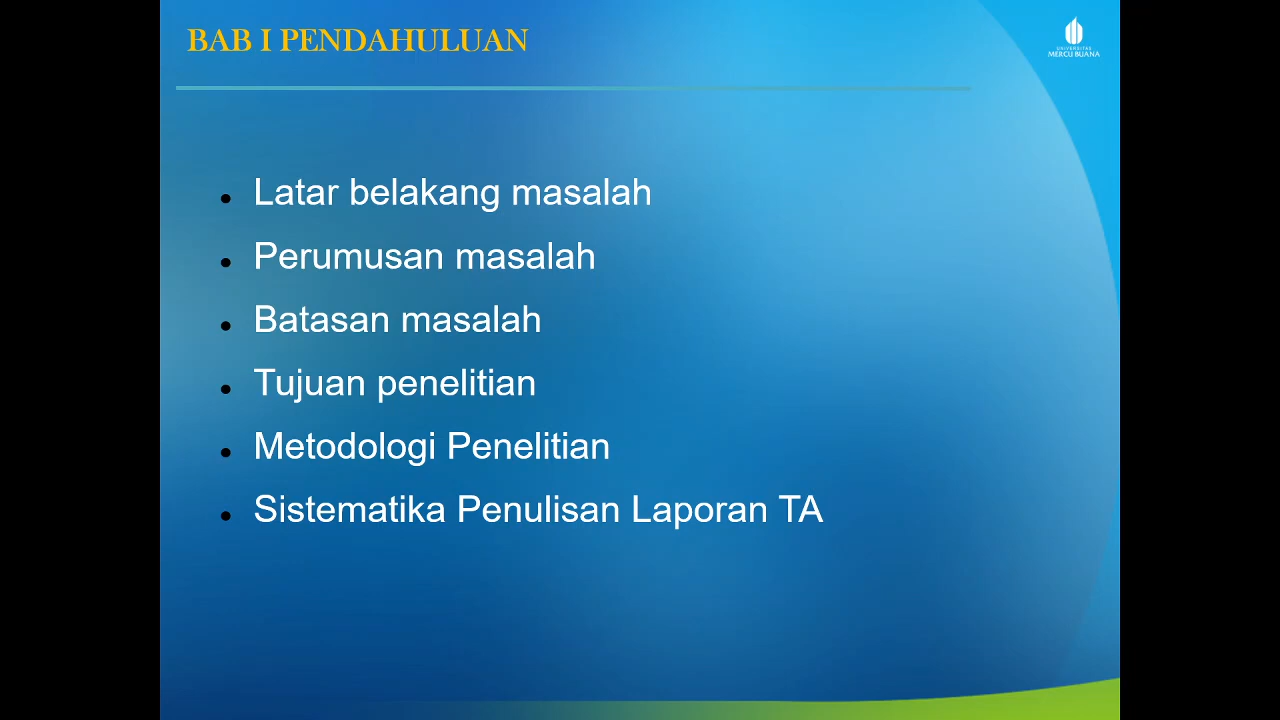 BAB I PENDAHULUAN
UNIVERSITAS
MERCU BUANA
Latar belakang masalah
Perumusan masalah
Batasan masalah
Tujuan penelitian
Metodologi Penelitian
Sistematika Penulisan Laporan TA